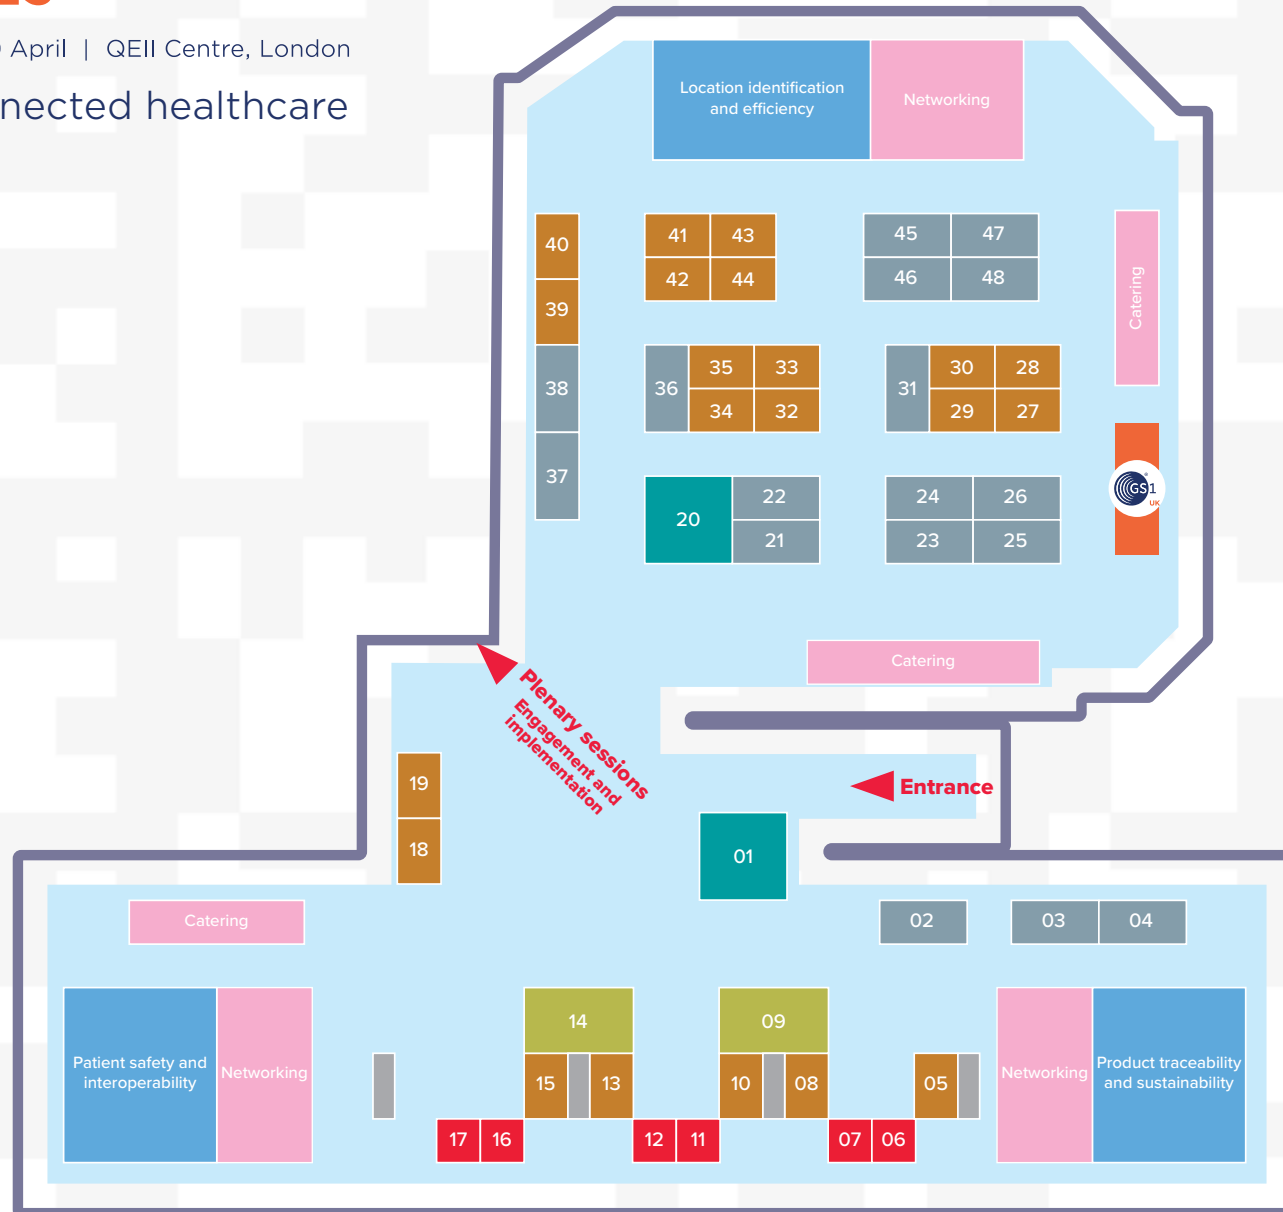 April | QEII Centre, London
nected healthcare
Location identification
and efficiency
Networking
40
41
43
45
47
42
44
46
48
Catering
39
38
36
35
33
31
30
28
34
32
29
27
37
20
22
24
26
21
23
25
GS1
UK
Catering
Plenary sessions
Engagement and
implementation
Entrance
19
18
01
Catering
02
03
04
14
09
Patient safety and
interoperability
Networking
15
13
10
08
05
Networking
Product traceability
and sustainability
17
16
12
11
07
06